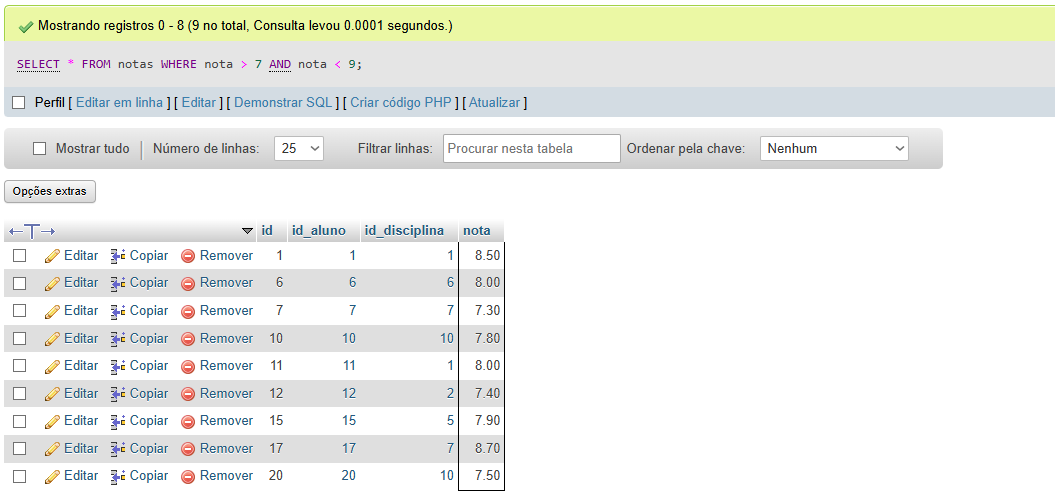 Mostrando registros 0 - 8 (9 no total, Consulta levou 0.0001 segundos.)
SELECT * FROM notas WHERE nota > 7 AND nota < 9;
Perfil [ Editar em linha ] [ Editar ] [ Demonstrar SQL ] [ Criar código PHP ] [ Atualizar ]
Mostrar tudo | Número de linhas: 25 Filtrar linhas: Procurar nesta tabela Ordenar pela chave: Nenhum
Opções extras
←T→ id id_aluno id_disciplina nota
Editar Copiar Remover 1 1 1 8.50
Editar Copiar Remover 6 6 6 8.00
Editar Copiar Remover 7 7 7 7.30
Editar Copiar Remover 10 10 10 7.80
Editar Copiar Remover 11 11 1 8.00
Editar Copiar Remover 12 12 2 7.40
Editar Copiar Remover 15 15 5 7.90
Editar Copiar Remover 17 17 7 8.70
Editar Copiar Remover 20 20 10 7.50